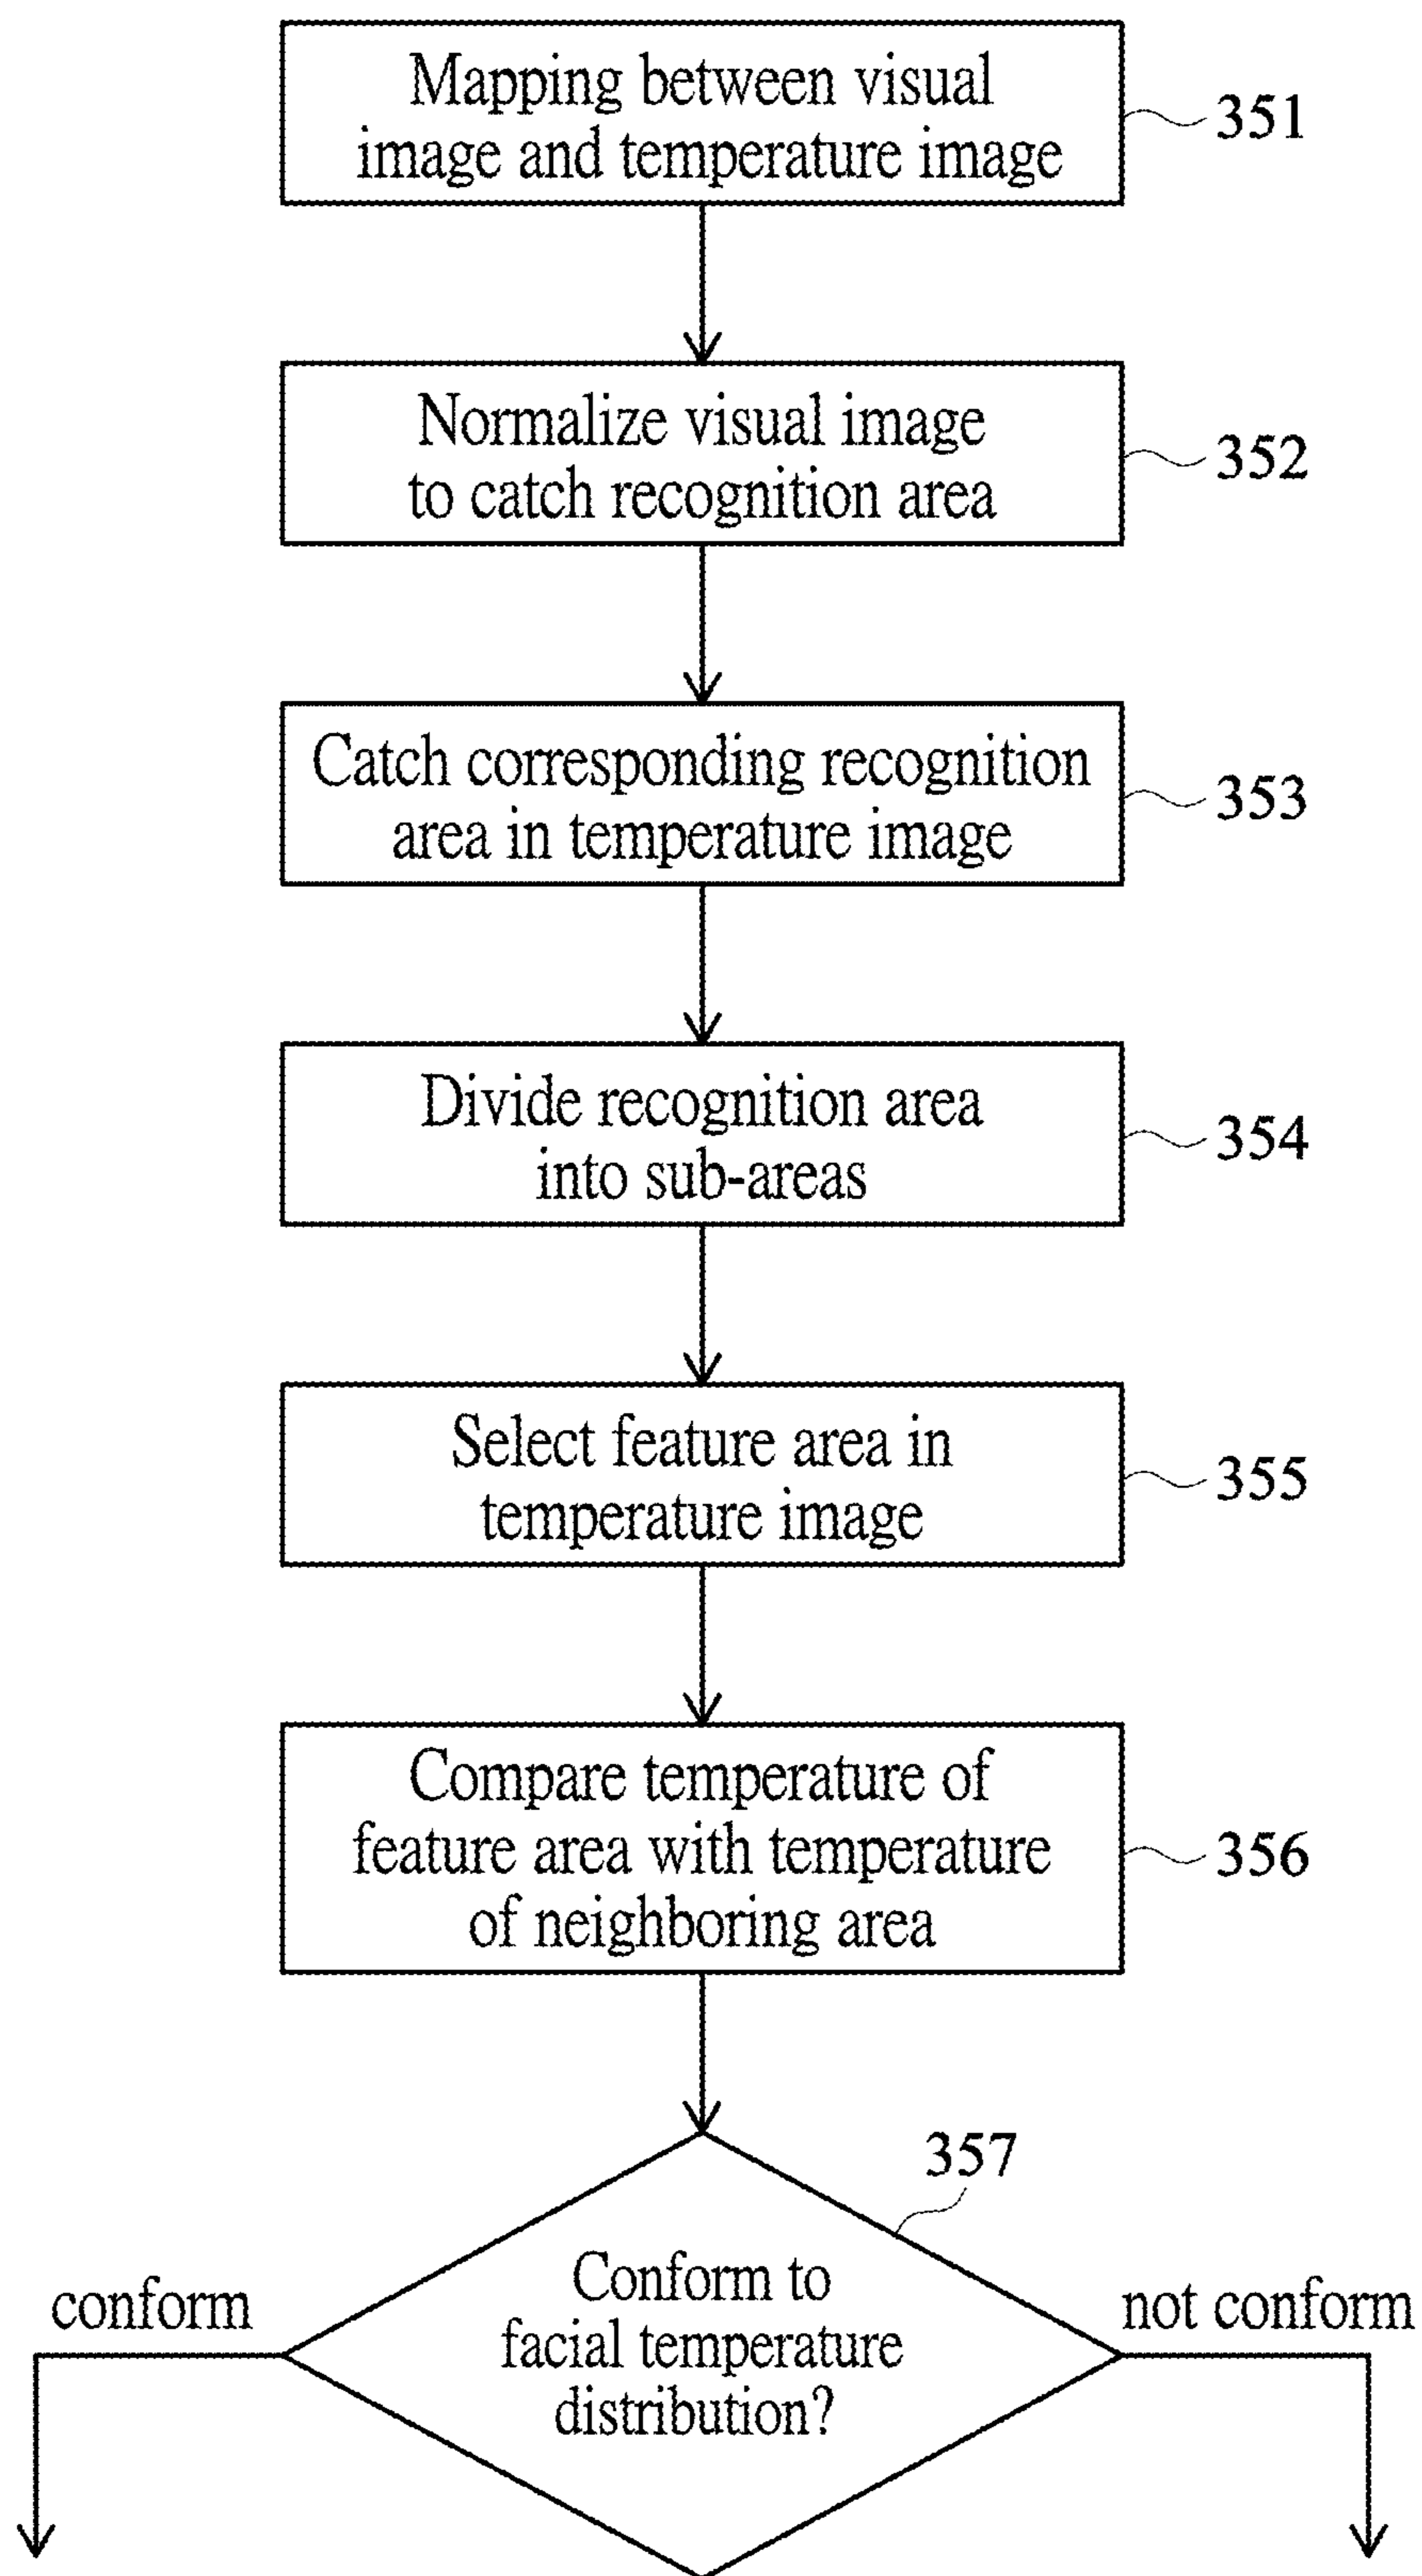 Mapping between visual
image and temperature image
351
Normalize visual image
to catch recognition area
352
Catch corresponding recognition
area in temperature image
353
Divide recognition area
into sub-areas
354
Select feature area in
temperature image
355
Compare temperature of
feature area with temperature
of neighboring area
356
357
Conform to
facial temperature
distribution?
conform
not conform